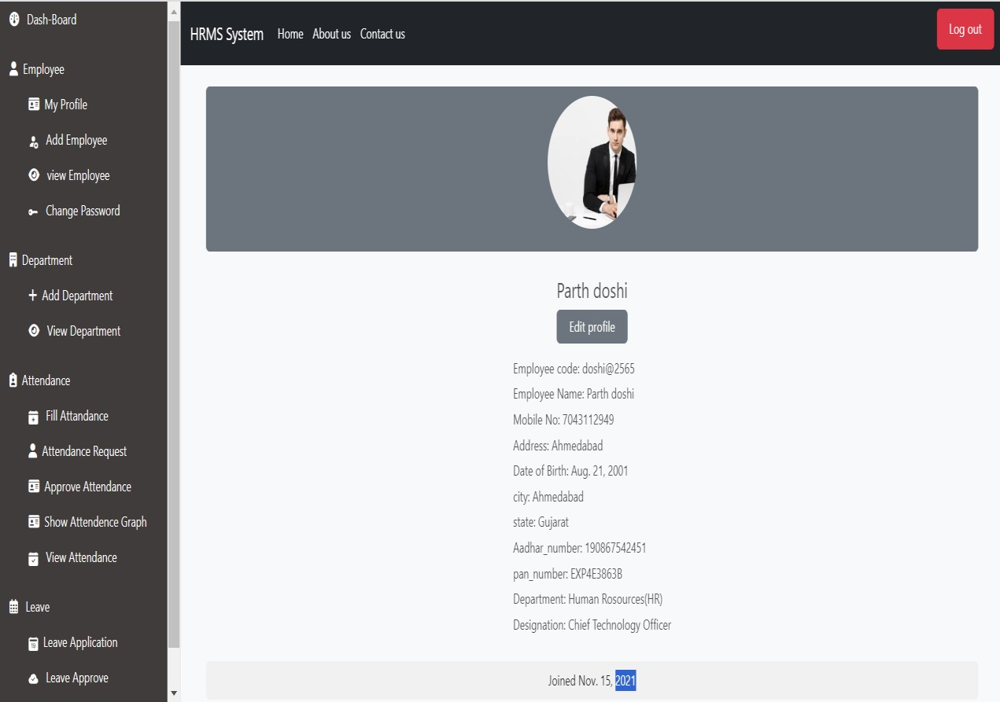 Dash-Board
Employee
My Profile
Add Employee
view Employee
Change Password
Department
Add Department
View Department
Attendance
Fill Attandance
Attendance Request
Approve Attendance
Show Attendence Graph
View Attendance
Leave
Leave Application
Leave Approve
HRMS System Home About us Contact us Log out
Parth doshi
Edit profile
Employee code: doshi@2565
Employee Name: Parth doshi
Mobile No: 7043112949
Address: Ahmedabad
Date of Birth: Aug. 21, 2001
city: Ahmedabad
state: Gujarat
Aadhar_number: 190867542451
pan_number: EXP4E3863B
Department: Human Rosources(HR)
Designation: Chief Technology Officer
Joined Nov. 15, 2021